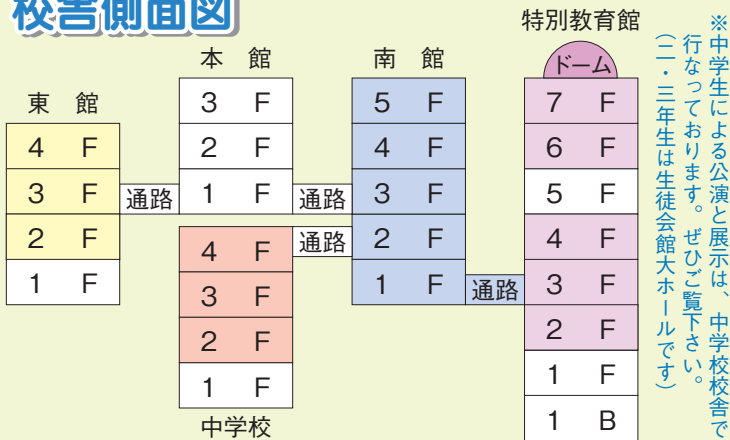 校舎側面図
東 館
4 F
3 F
2 F
1 F
通路
本 館
3 F
2 F
1 F
通路
通路
4 F
3 F
2 F
1 F
中学校
南 館
5 F
4 F
3 F
2 F
1 F
通路
特別教育館
ドーム
7 F
6 F
5 F
4 F
3 F
2 F
1 F
1 B
※中学生による公演と展示は、中学校校舎で
行なっております。ぜひご覧下さい。
(二・三年生は生徒会館大ホールです)